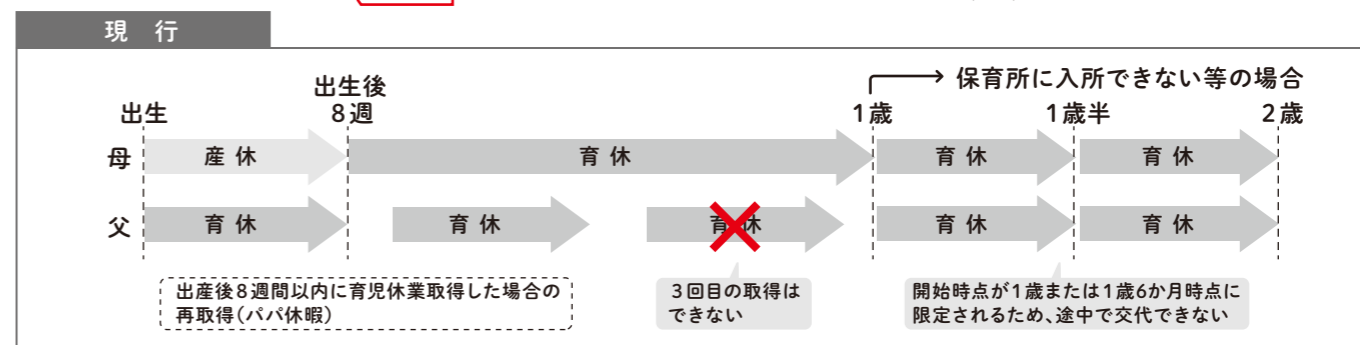 現 行
保育所に入所できない等の場合
出生後
出生 8週 1歳 1歳半 2歳
母 産休 育休 育休 育休
父 育休 育休 育休 育休 育休
出産後8週間以内に育児休業取得した場合の
再取得（パパ休暇）
3回目の取得は
できない
開始時点が1歳または1歳6か月時点に
限定されるため、途中で交代できない